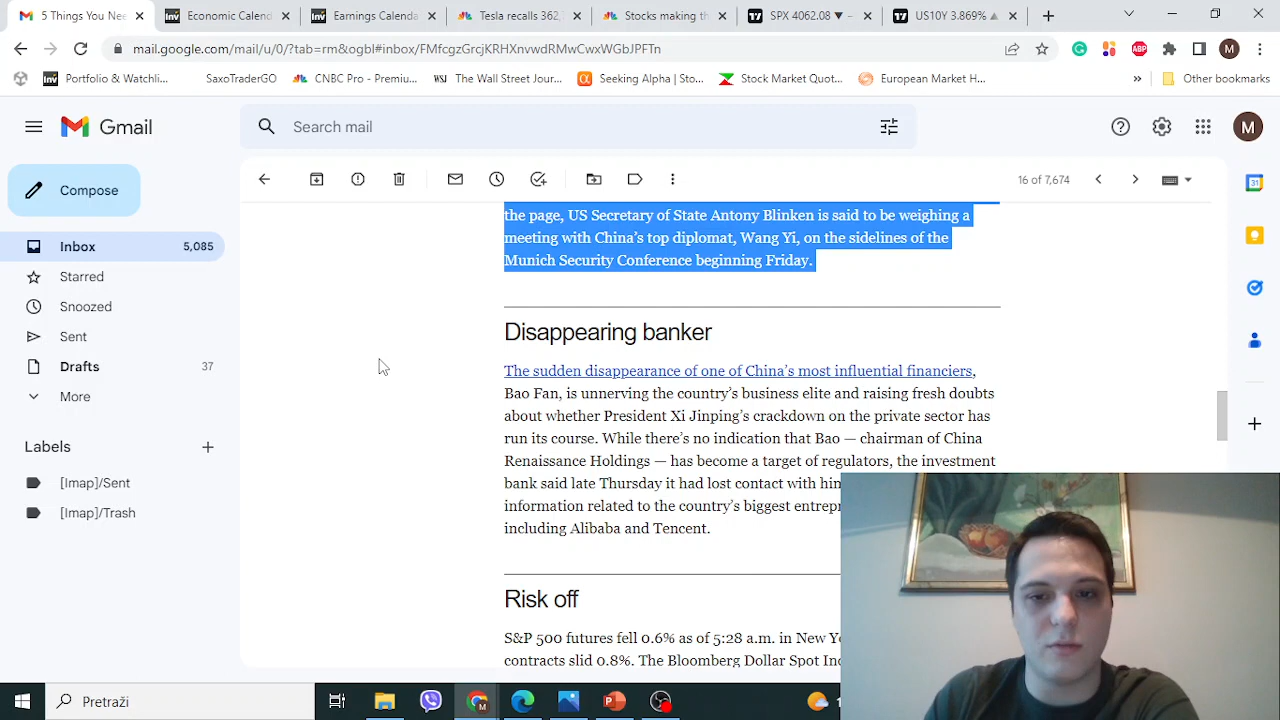 5 Things You Nee
Economic Calend
Earnings Calenda
Tesla recalls 362,
Stocks making th
SPX 4062.08
US10Y 3.869%
mail.google.com/mail/u/0/?tab=rm&ogbl#inbox/FMfcgzGrcjKRHXnvwdRMwCwxWGbJPFTn
Portfolio & Watchli...
SaxoTraderGO
CNBC Pro - Premiu...
The Wall Street Jour...
Seeking Alpha | Sto...
Stock Market Quot...
European Market H...
Other bookmarks
Gmail
Search mail
M
Compose
16 of 7,674
Inbox 5,085
Starred
Snoozed
Sent
Drafts 37
More
Labels
[Imap]/Sent
[Imap]/Trash
the page, US Secretary of State Antony Blinken is said to be weighing a
meeting with China's top diplomat, Wang Yi, on the sidelines of the
Munich Security Conference beginning Friday.
Disappearing banker
The sudden disappearance of one of China's most influential financiers,
Bao Fan, is unnerving the country's business elite and raising fresh doubts
about whether President Xi Jinping's crackdown on the private sector has
run its course. While there's no indication that Bao — chairman of China
Renaissance Holdings — has become a target of regulators, the investment
bank said late Thursday it had lost contact with him
information related to the country's biggest entrepr
including Alibaba and Tencent.
Risk off
S&P 500 futures fell 0.6% as of 5:28 a.m. in New Yo
contracts slid 0.8%. The Bloomberg Dollar Spot Ind
Pretraži